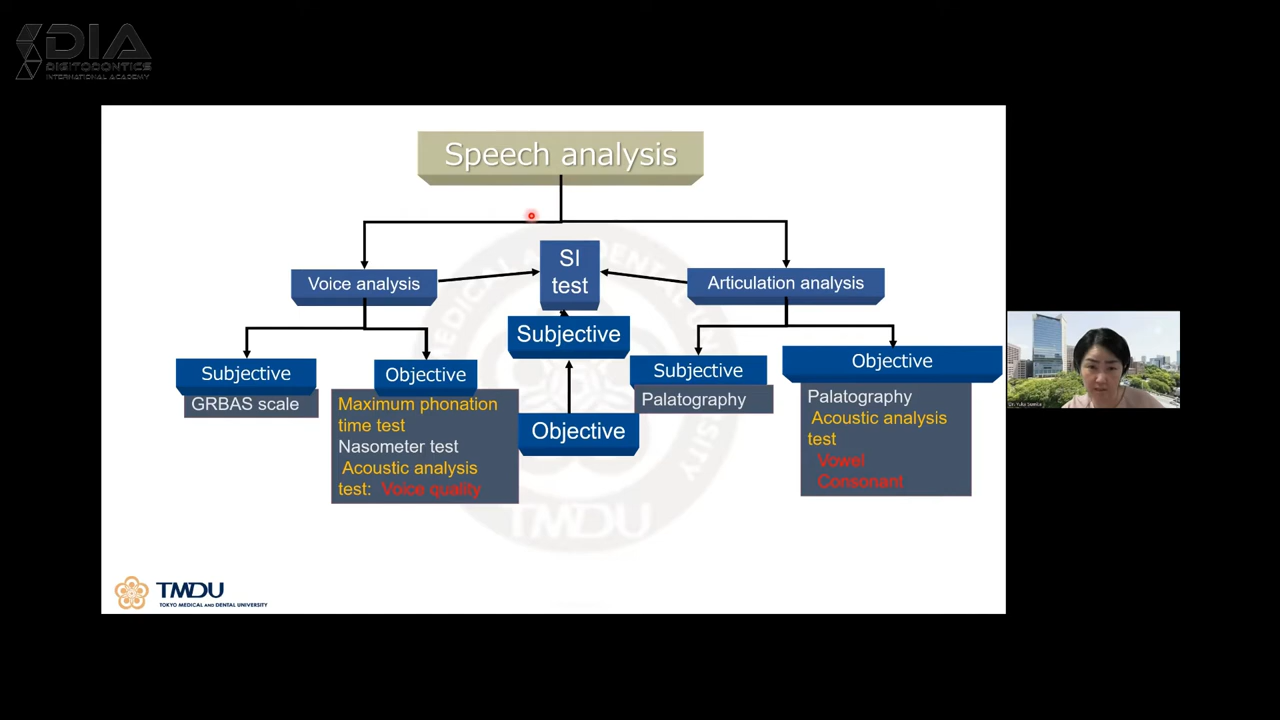 DIA
DIGITODONTICS
INTERNATIONAL ACADEMY
Speech analysis
SI
test
Voice analysis
Articulation analysis
Subjective
Subjective
Objective
Subjective
Objective
GRBAS scale
Maximum phonation
time test
Nasometer test
Acoustic analysis
test: Voice quality
Objective
Palatography
Palatography
Acoustic analysis
test
Vowel
Consonant
TMDU
TMDU
TOKYO MEDICAL AND DENTAL UNIVERSITY